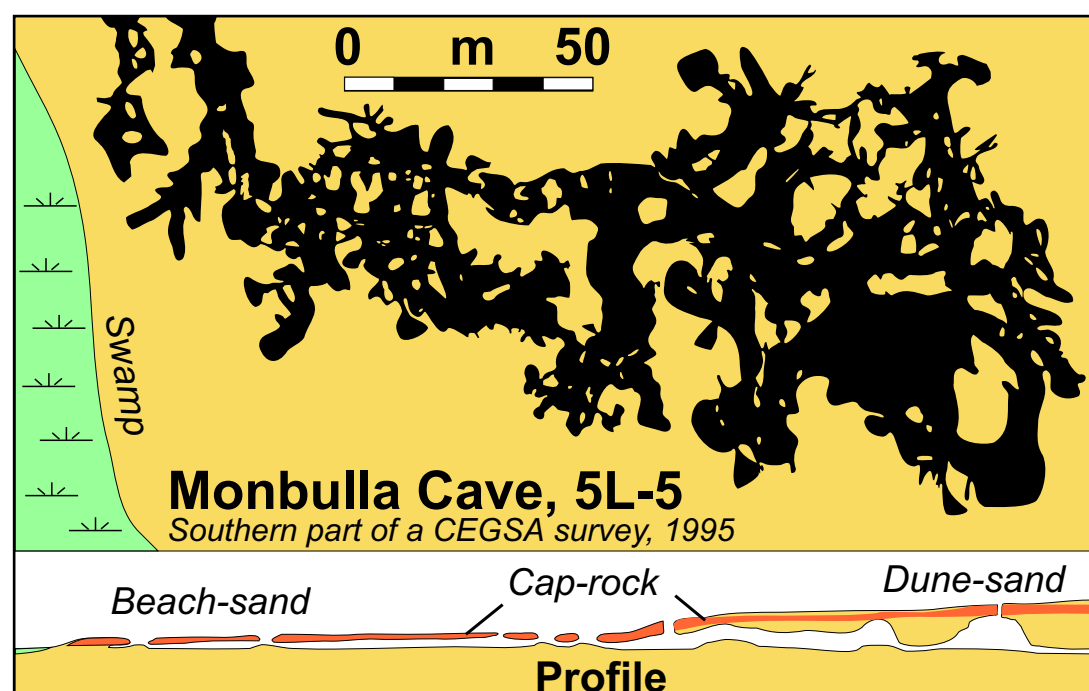 0 m 50
Swamp
Monbulla Cave, 5L-5
Southern part of a CEGSA survey, 1995
Beach-sand
Cap-rock
Dune-sand
Profile